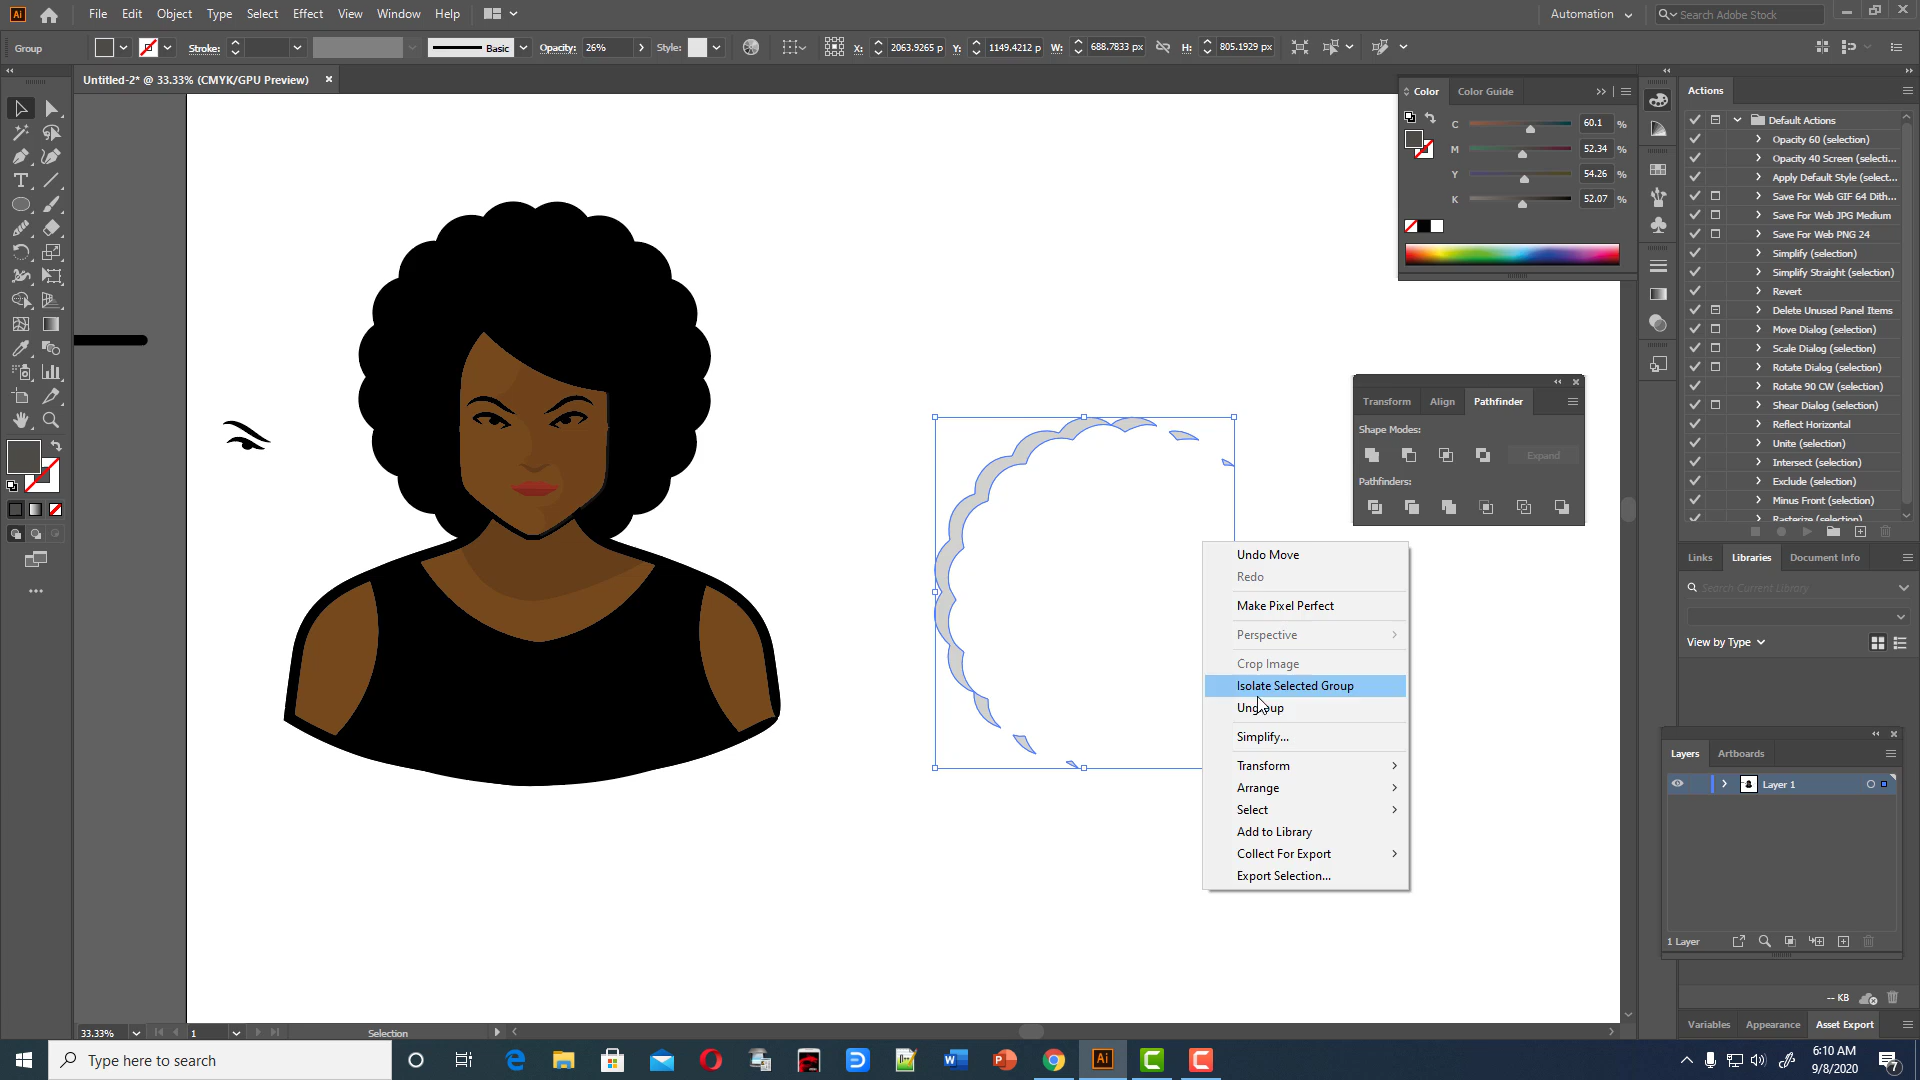 Ai File Edit Object Type Select Effect View Window Help Automation Search Adobe Stock
Group Stroke: Basic Opacity: 26% Style: X: 2063.9265 p Y: 1149.4212 p W: 688.7833 px H: 805.1929 px
Untitled-2* @ 33.33% (CMYK/GPU Preview) ×
Color Color Guide
C 60.1 %
M 52.34 %
Y 54.26 %
K 52.07 %
Actions
Default Actions
Opacity 60 (selection)
Opacity 40 Screen (selecti...
Apply Default Style (select...
Save For Web GIF 64 Dith...
Save For Web JPG Medium
Save For Web PNG 24
Simplify (selection)
Simplify Straight (selection)
Revert
Delete Unused Panel Items
Move Dialog (selection)
Scale Dialog (selection)
Rotate Dialog (selection)
Rotate 90 CW (selection)
Shear Dialog (selection)
Reflect Horizontal
Unite (selection)
Intersect (selection)
Exclude (selection)
Minus Front (selection)
Rasterize (selection)
Transform Align Pathfinder
Shape Modes:
Expand
Pathfinders:
Undo Move
Redo
Make Pixel Perfect
Perspective
Crop Image
Isolate Selected Group
Ungroup
Simplify...
Transform
Arrange
Select
Add to Library
Collect For Export
Export Selection...
Links Libraries Document Info
Search Current Library
View by Type
Layers Artboards
Layer 1
1 Layer
-- KB
Variables Appearance Asset Export
33.33% 1 Selection
Type here to search
6:10 AM
9/8/2020
7